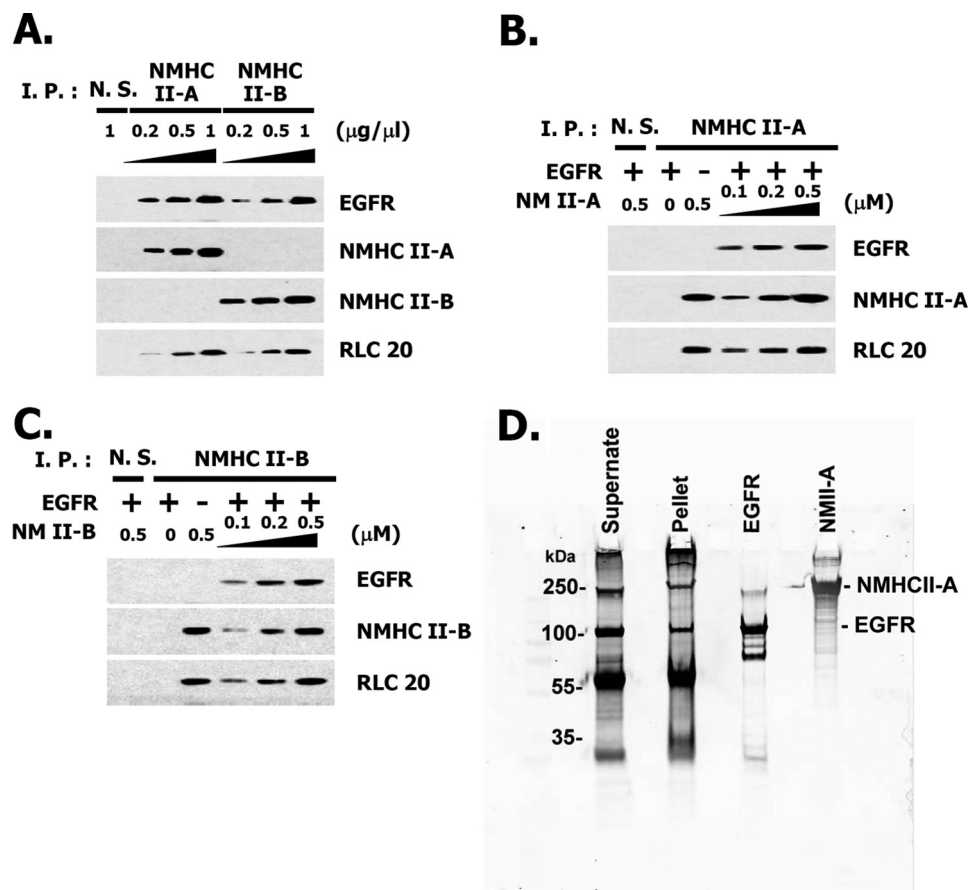 A.
I. P. : N. S. NMHC II-A NMHC II-B
1 0.2 0.5 1 0.2 0.5 1 (μg/μl)
EGFR
NMHC II-A
NMHC II-B
RLC 20
B.
I. P. : N. S. NMHC II-A
EGFR + + - + + +
NM II-A 0.5 0 0.5 0.1 0.2 0.5 (μM)
EGFR
NMHC II-A
RLC 20
C.
I. P. : N. S. NMHC II-B
EGFR + + - + + +
NM II-B 0.5 0 0.5 0.1 0.2 0.5 (μM)
EGFR
NMHC II-B
RLC 20
D.
Supernate Pellet EGFR NMII-A
kDa
250- - NMHCII-A
100- - EGFR
55-
35-